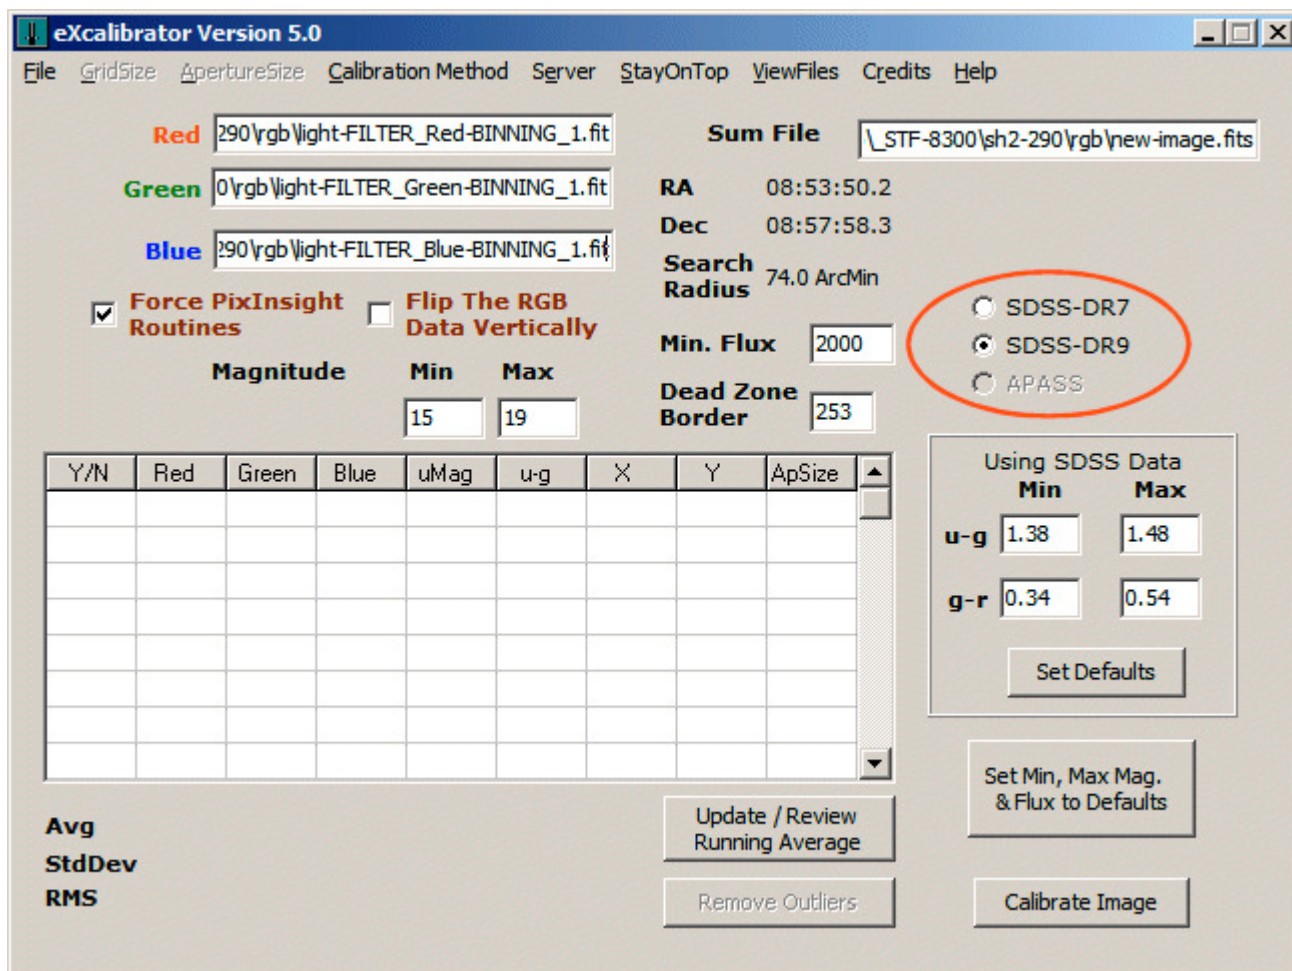 eXcalibrator Version 5.0
File GridSize ApertureSize Calibration Method Server StayOnTop ViewFiles Credits Help
Red 290\rgb\light-FILTER_Red-BINNING_1.fit
Sum File \_STF-8300\sh2-290\rgb\new-image.fits
Green 0\rgb\light-FILTER_Green-BINNING_1.fit
RA 08:53:50.2
Dec 08:57:58.3
Blue 290\rgb\light-FILTER_Blue-BINNING_1.fit
Search
Radius 74.0 ArcMin
Force PixInsight
Routines
Flip The RGB
Data Vertically
SDSS-DR7
SDSS-DR9
APASS
Min. Flux 2000
Magnitude Min Max
15 19
Dead Zone
Border 253
Y/N Red Green Blue uMag u-g X Y ApSize
Using SDSS Data
Min Max
u-g 1.38 1.48
g-r 0.34 0.54
Set Defaults
Set Min, Max Mag.
& Flux to Defaults
Avg
StdDev
RMS
Update / Review
Running Average
Remove Outliers
Calibrate Image